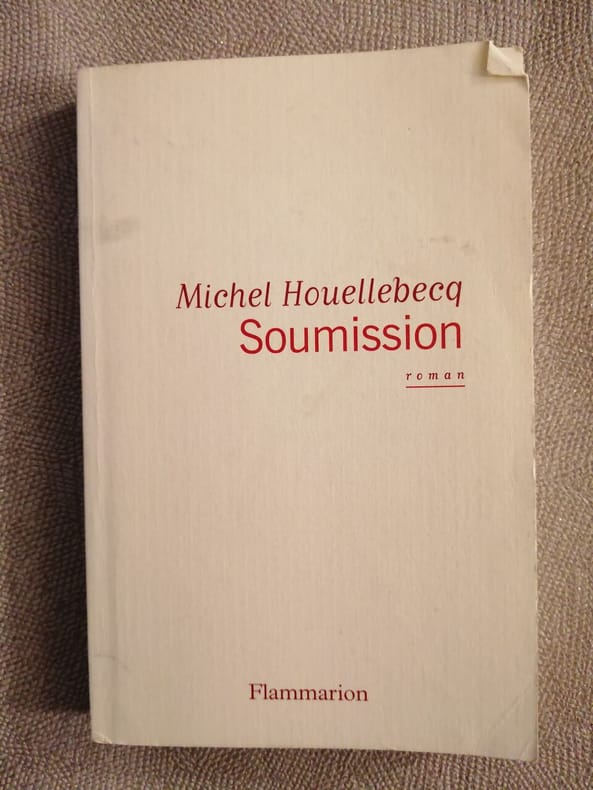 Michel Houellebecq
Soumission
roman
Flammarion